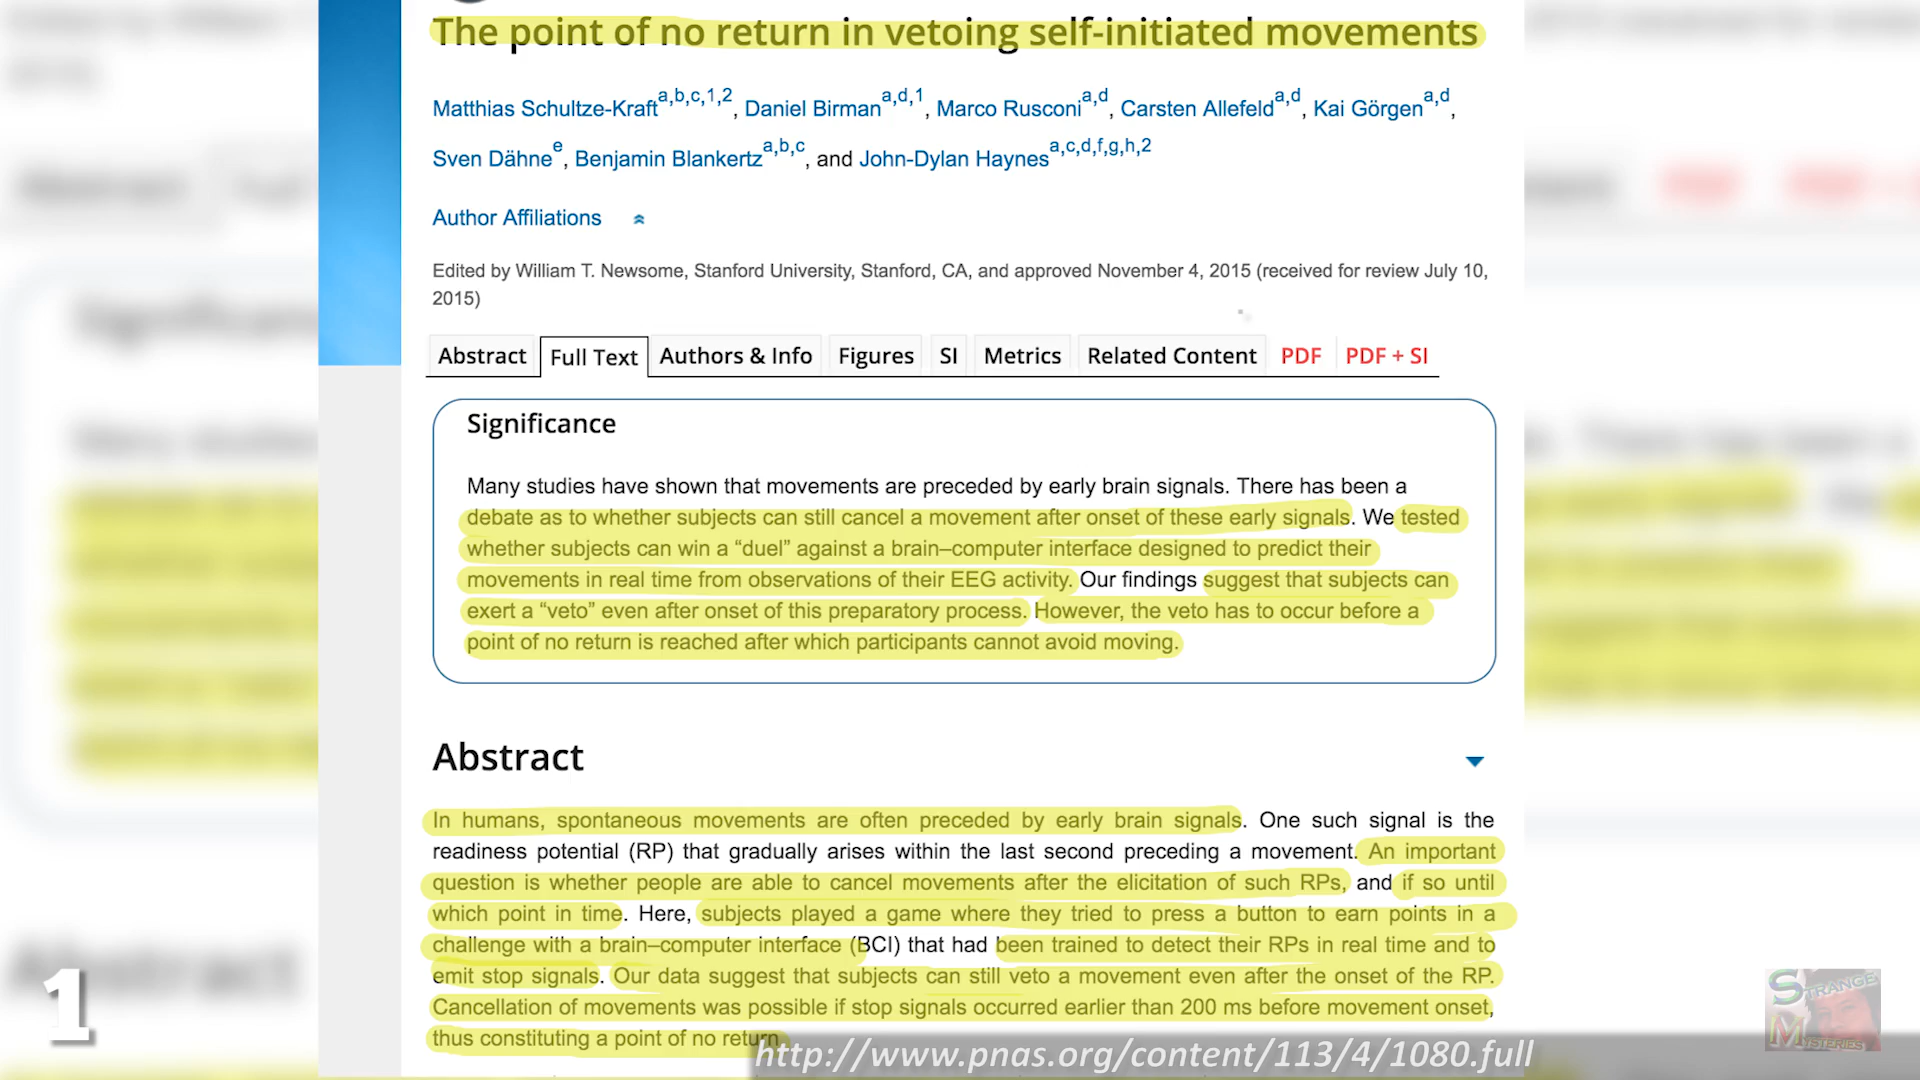 The point of no return in vetoing self-initiated movements
Matthias Schultze-Kraft a,b,c,1,2, Daniel Birman a,d,1, Marco Rusconi a,d, Carsten Allefeld a,d, Kai Görgen a,d,
Sven Dähne e, Benjamin Blankertz a,b,c, and John-Dylan Haynes a,c,d,f,g,h,2
Author Affiliations
Edited by William T. Newsome, Stanford University, Stanford, CA, and approved November 4, 2015 (received for review July 10,
2015)
Abstract Full Text Authors & Info Figures SI Metrics Related Content PDF PDF + SI
Significance
Many studies have shown that movements are preceded by early brain signals. There has been a
debate as to whether subjects can still cancel a movement after onset of these early signals. We tested
whether subjects can win a “duel” against a brain–computer interface designed to predict their
movements in real time from observations of their EEG activity. Our findings suggest that subjects can
exert a “veto” even after onset of this preparatory process. However, the veto has to occur before a
point of no return is reached after which participants cannot avoid moving.
Abstract
In humans, spontaneous movements are often preceded by early brain signals. One such signal is the
readiness potential (RP) that gradually arises within the last second preceding a movement. An important
question is whether people are able to cancel movements after the elicitation of such RPs, and if so until
which point in time. Here, subjects played a game where they tried to press a button to earn points in a
challenge with a brain–computer interface (BCI) that had been trained to detect their RPs in real time and to
emit stop signals. Our data suggest that subjects can still veto a movement even after the onset of the RP.
Cancellation of movements was possible if stop signals occurred earlier than 200 ms before movement onset,
thus constituting a point of no return.
http://www.pnas.org/content/113/4/1080.full
1
STRANGE
MYSTERIES